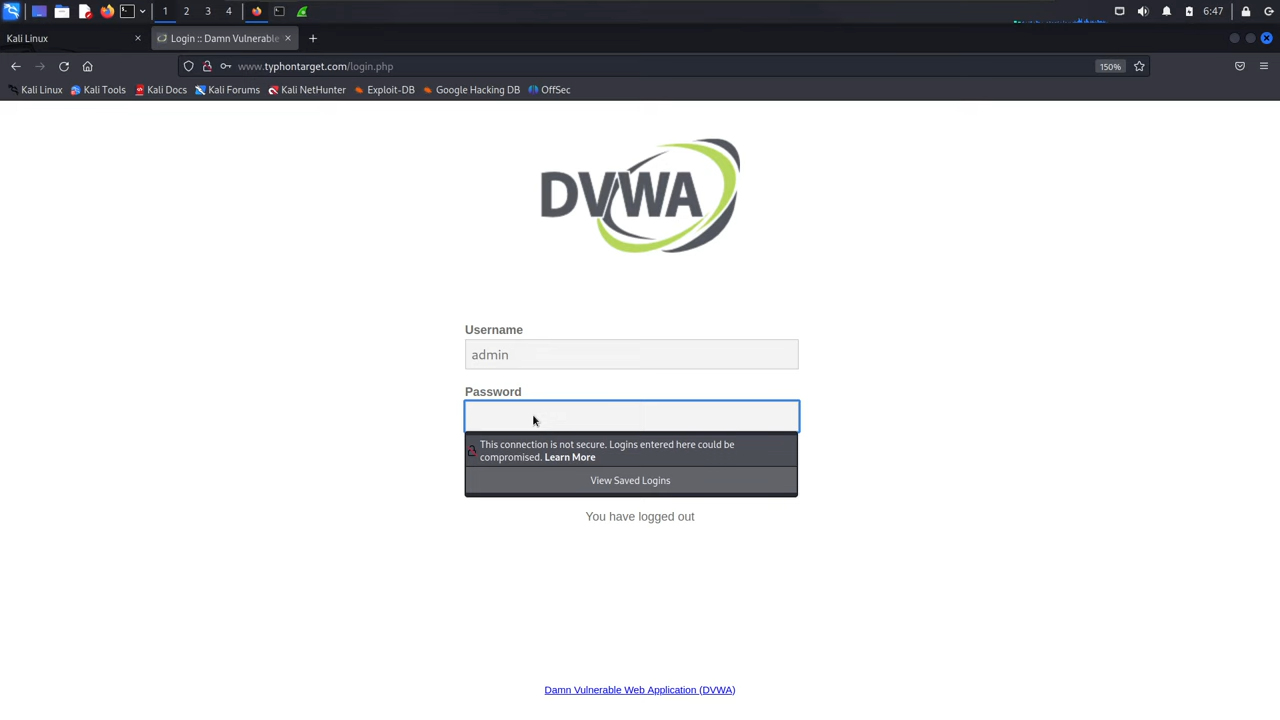 1 2 3 4 6:47
Kali Linux Login :: Damn Vulnerable
www.typhontarget.com/login.php 150%
Kali Linux Kali Tools Kali Docs Kali Forums Kali NetHunter Exploit-DB Google Hacking DB OffSec
DVWA
Username
admin
Password
This connection is not secure. Logins entered here could be
compromised. Learn More
View Saved Logins
You have logged out
Damn Vulnerable Web Application (DVWA)